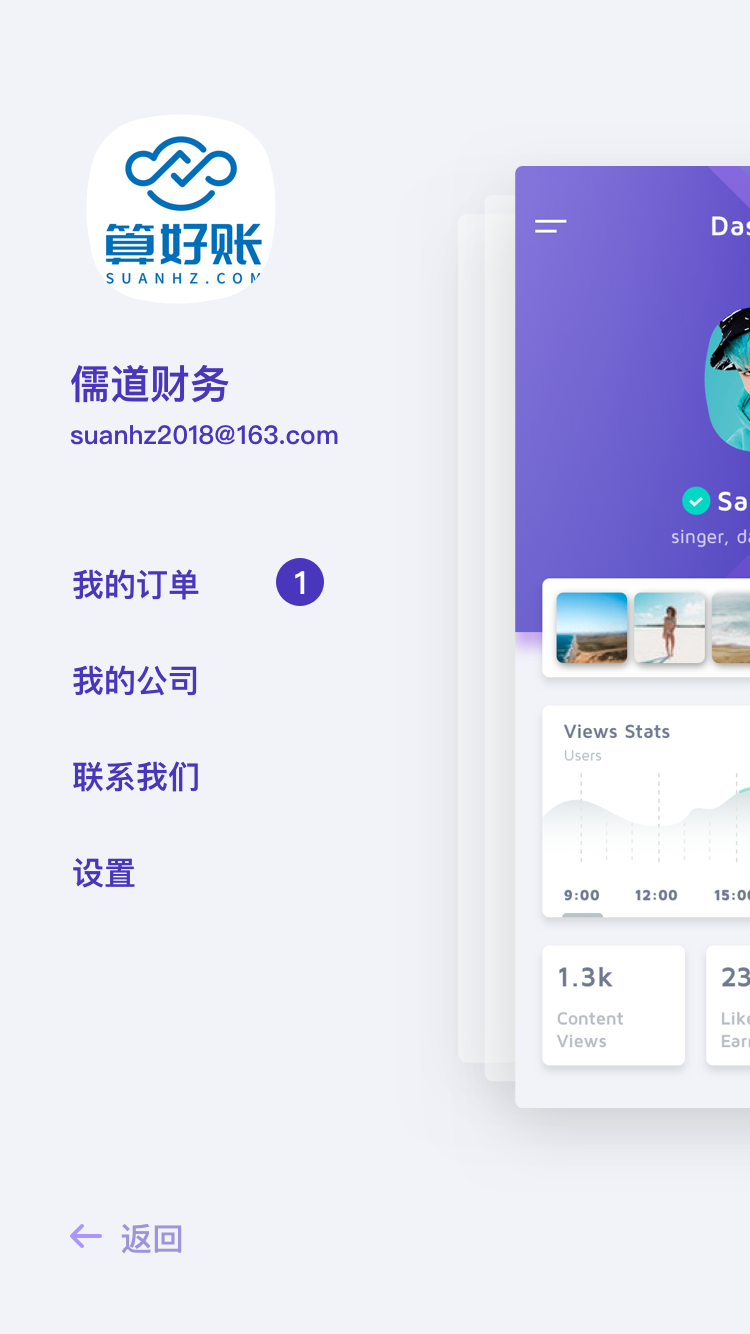 算好账
SUANHZ.COM
儒道财务
suanhz2018@163.com
我的订单
1
我的公司
联系我们
设置
返回
Das
Sa
singer, da
Views Stats
Users
9:00 12:00 15:00
1.3k
Content
Views
23
Like
Earn